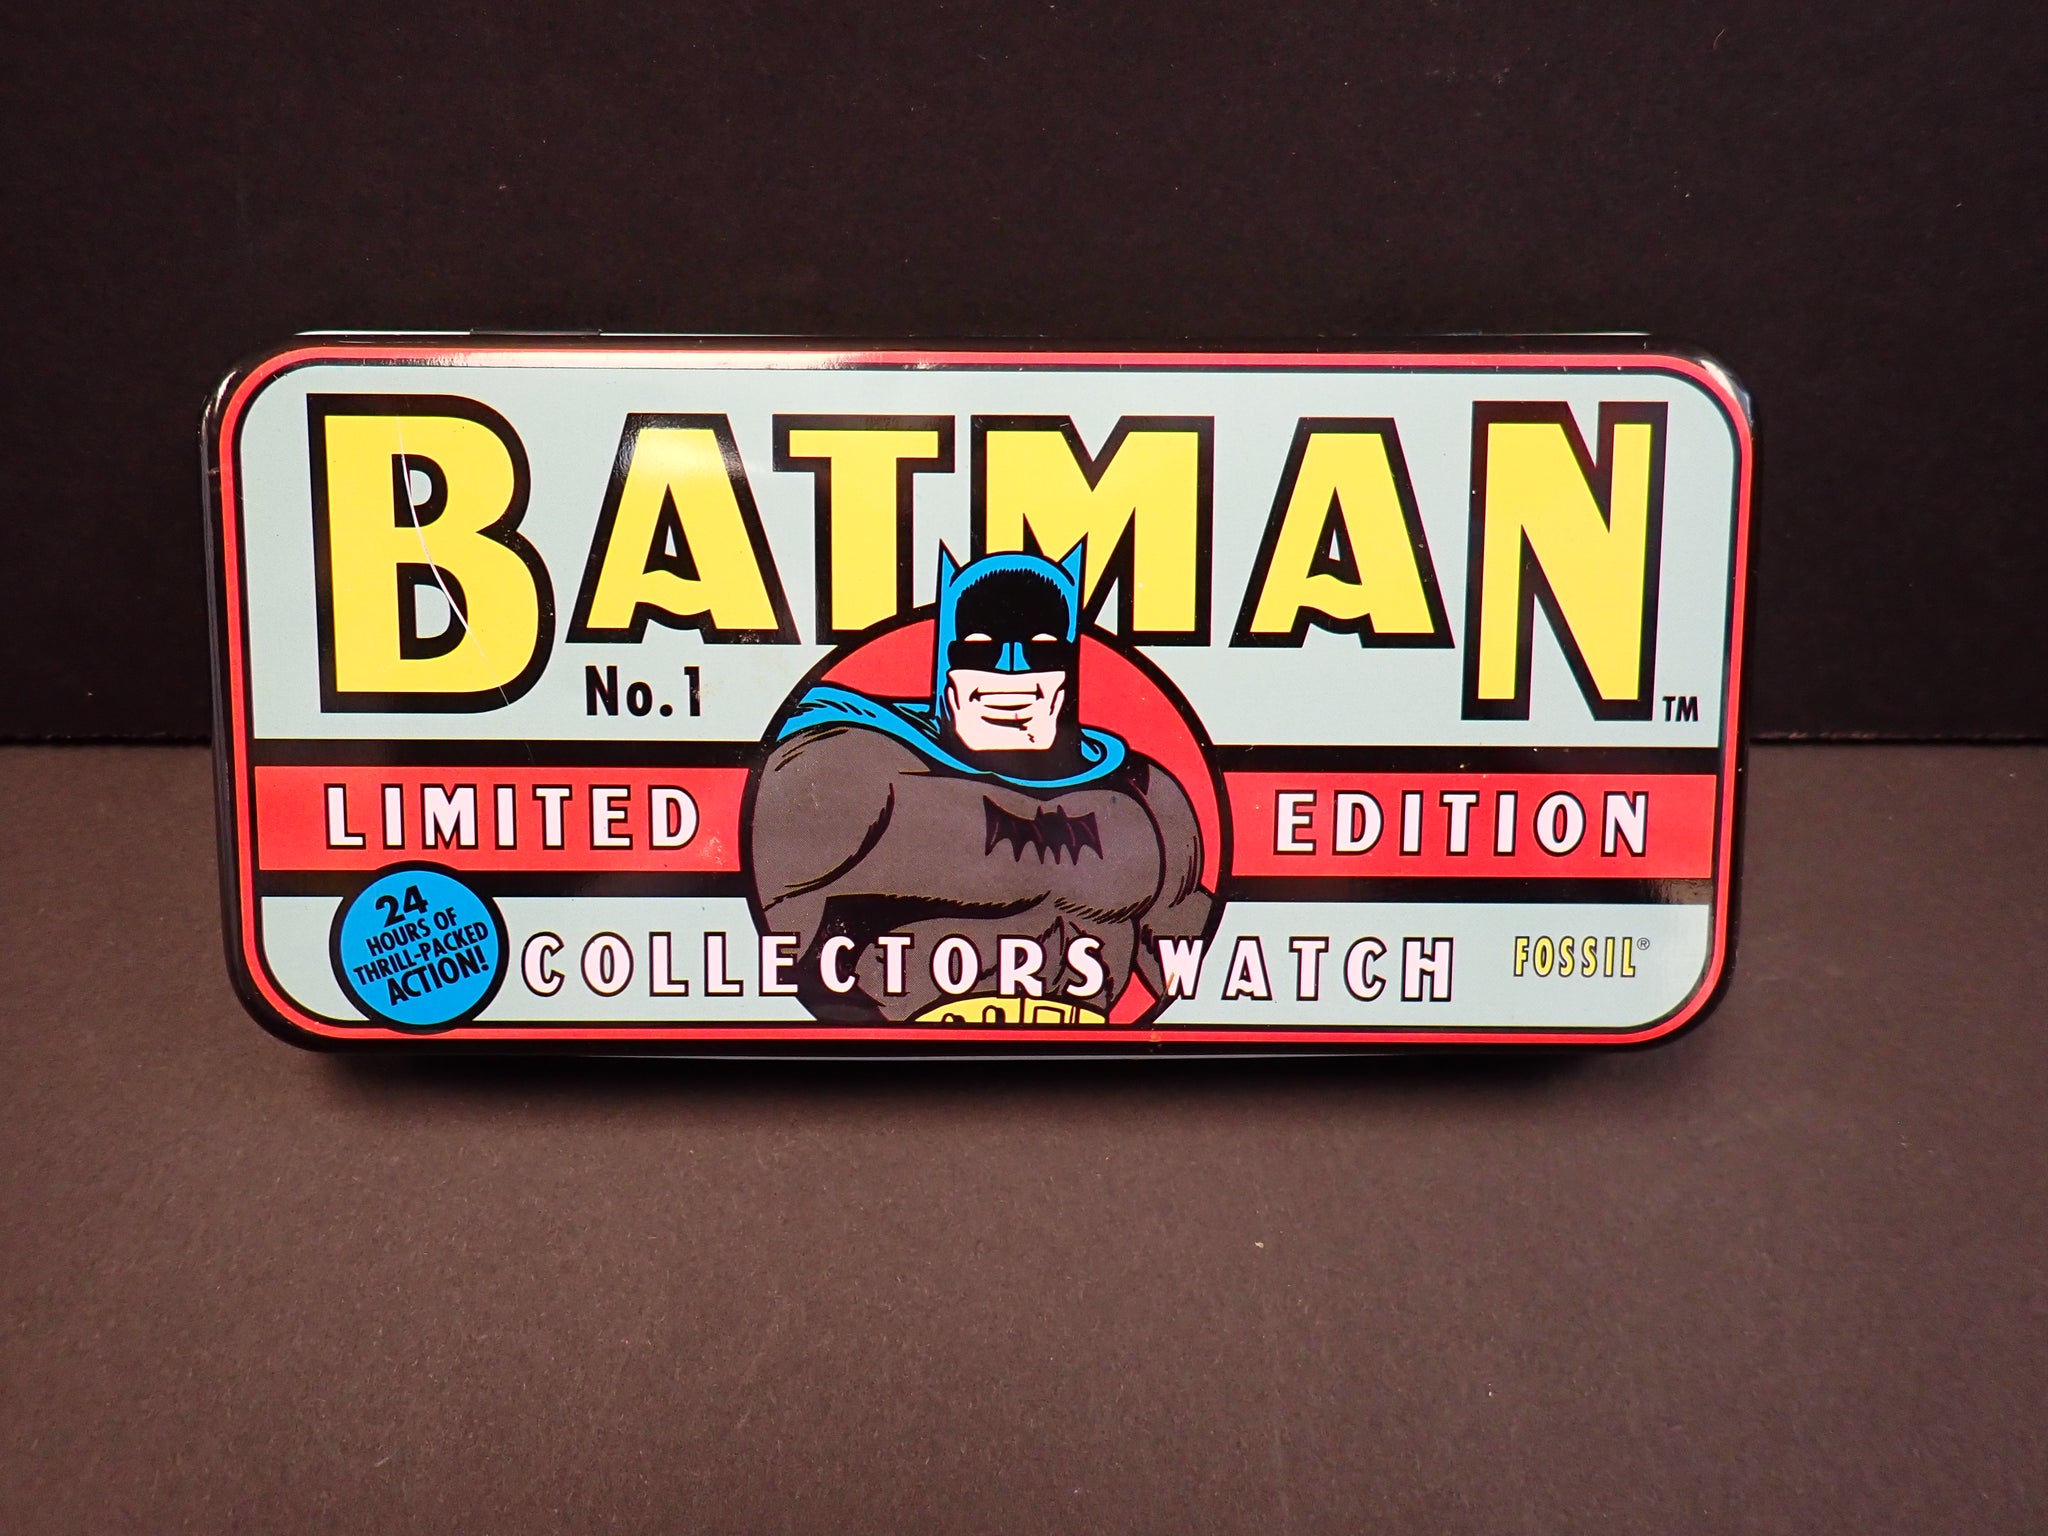 BATMAN TM
No.1
LIMITED EDITION
24
HOURS OF
THRILL-PACKED
ACTION!
COLLECTORS WATCH
FOSSIL®